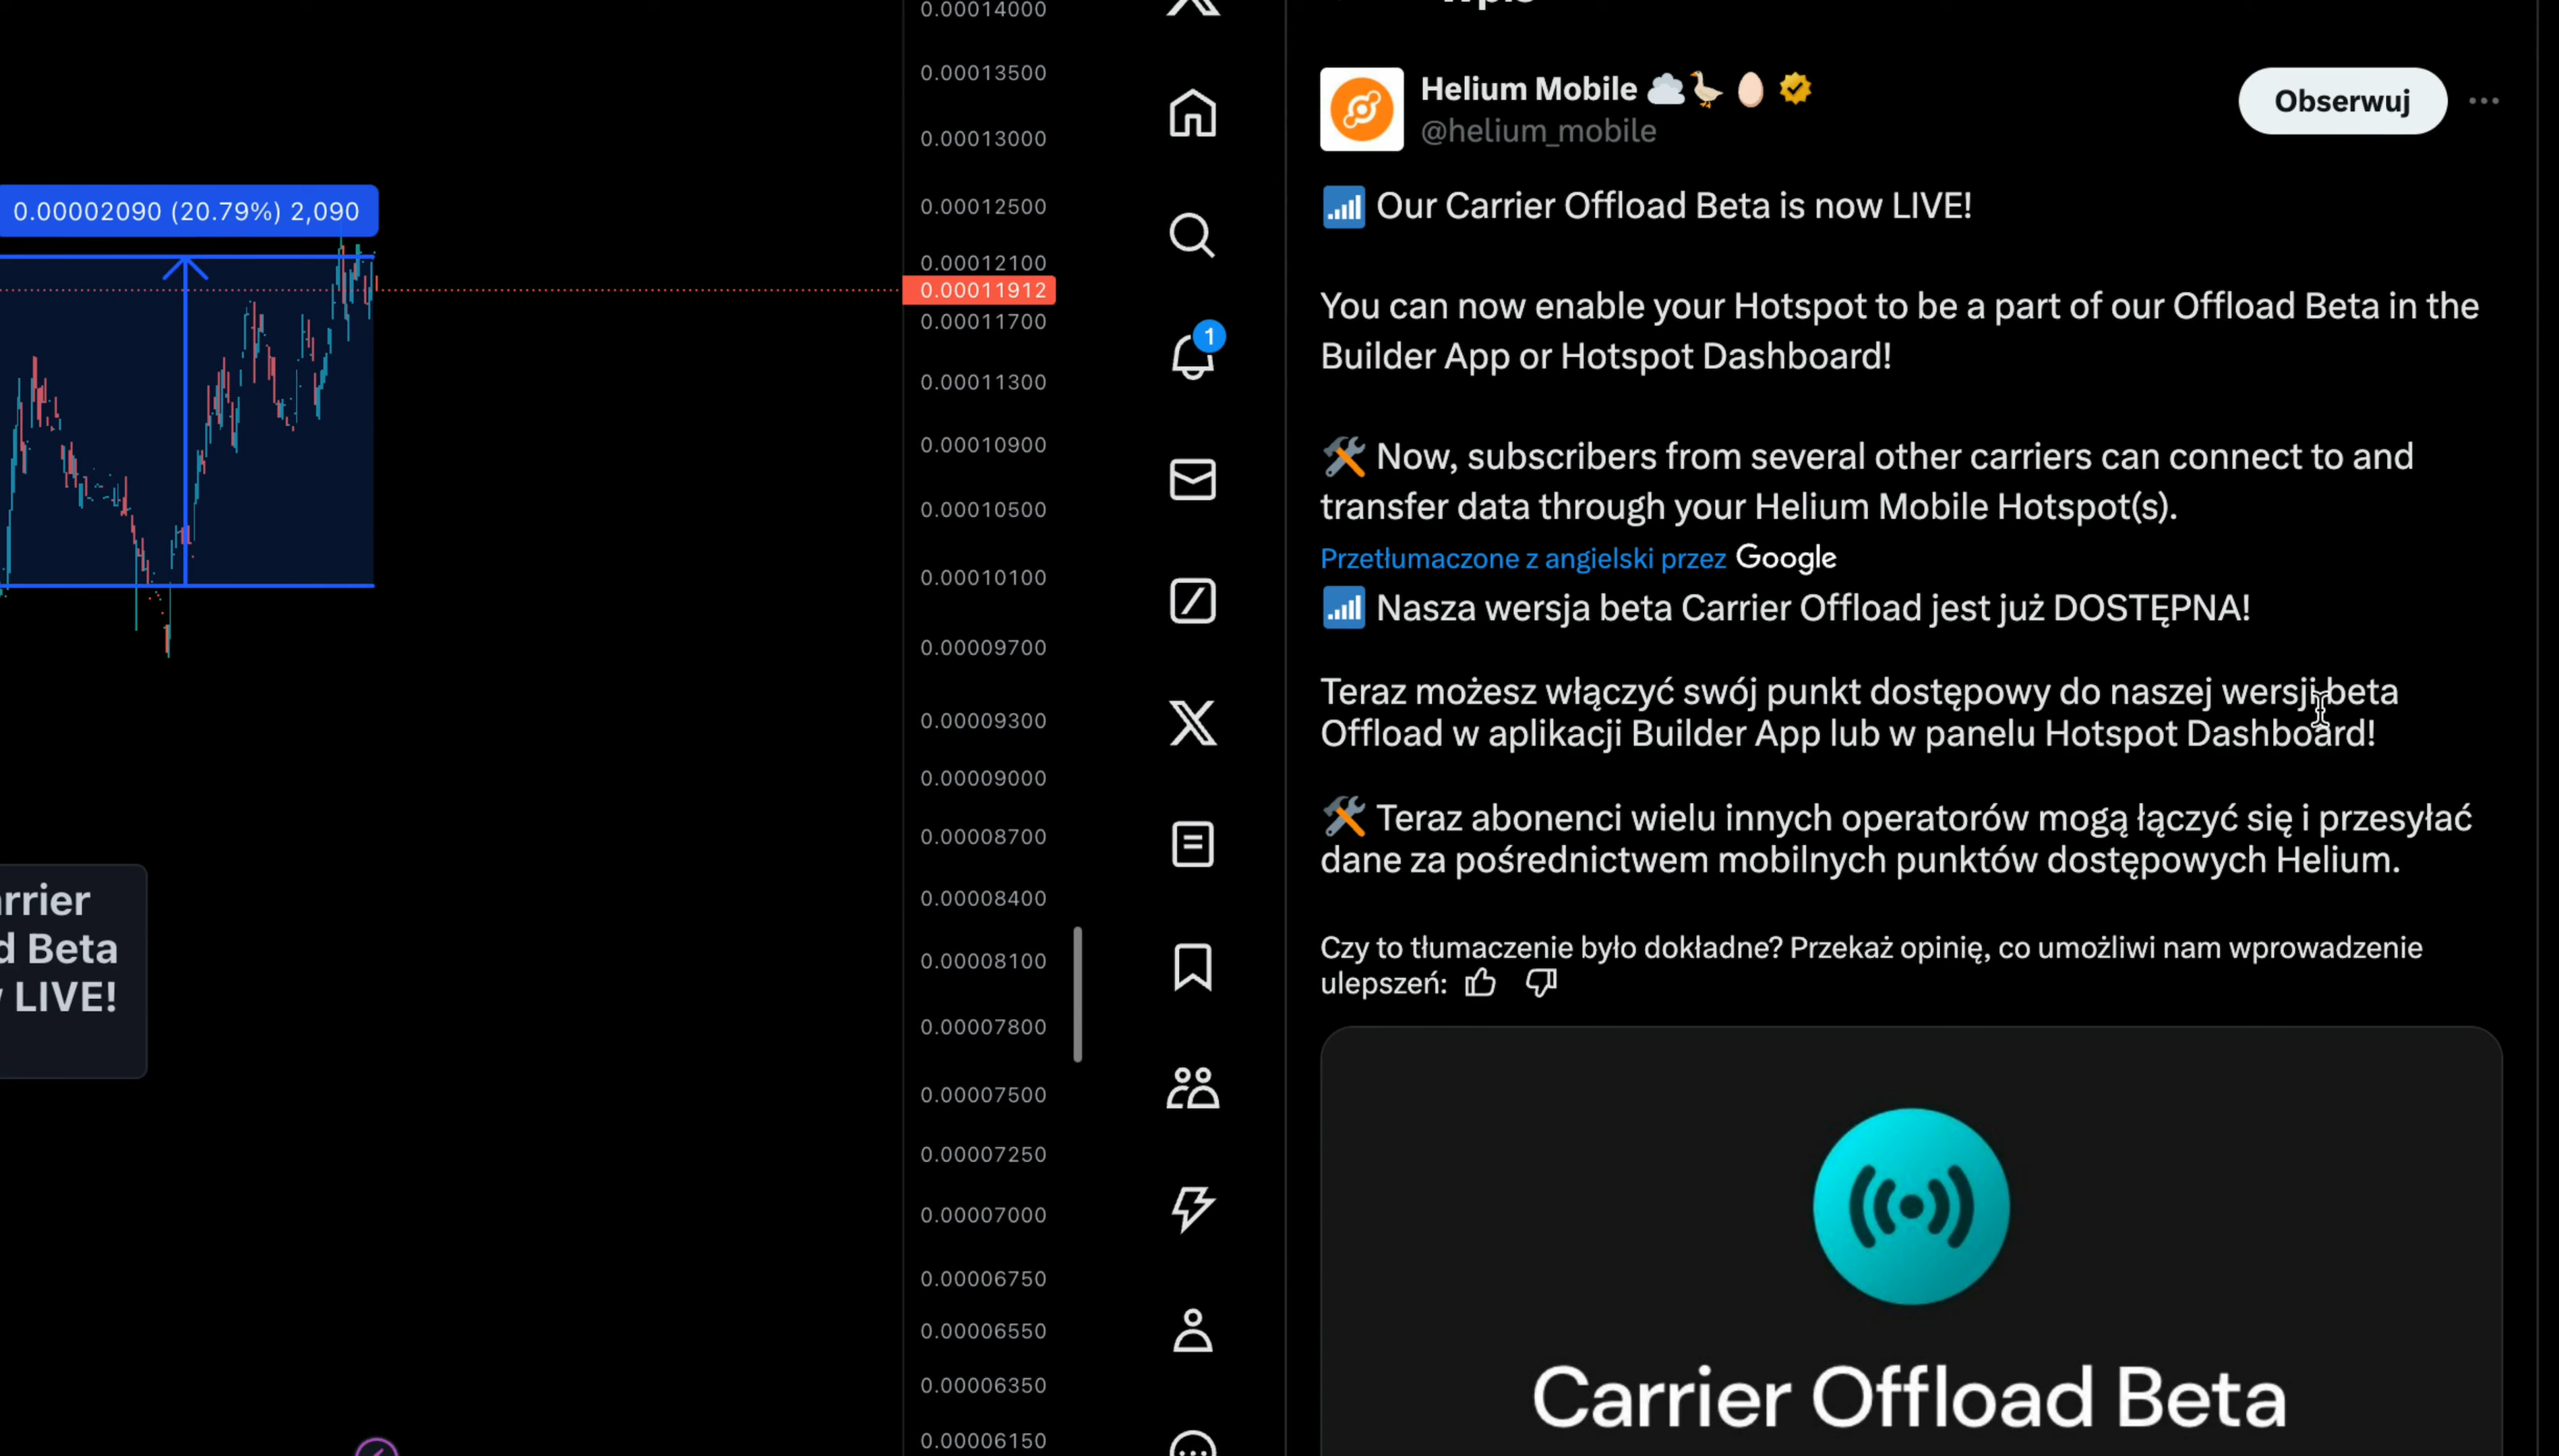 0.00014000
0.00013500
0.00013000
0.00012500
0.00012100
0.00011912
0.00011700
0.00011300
0.00010900
0.00010500
0.00010100
0.00009700
0.00009300
0.00009000
0.00008700
0.00008400
0.00008100
0.00007800
0.00007500
0.00007250
0.00007000
0.00006750
0.00006550
0.00006350
0.00006150
0.00002090 (20.79%) 2,090
rrier
d Beta
LIVE!
1
Helium Mobile
@helium_mobile
Obserwuj
Our Carrier Offload Beta is now LIVE!
You can now enable your Hotspot to be a part of our Offload Beta in the
Builder App or Hotspot Dashboard!
Now, subscribers from several other carriers can connect to and
transfer data through your Helium Mobile Hotspot(s).
Przetłumaczone z angielski przez Google
Nasza wersja beta Carrier Offload jest już DOSTĘPNA!
Teraz możesz włączyć swój punkt dostępowy do naszej wersji beta
Offload w aplikacji Builder App lub w panelu Hotspot Dashboard!
Teraz abonenci wielu innych operatorów mogą łączyć się i przesyłać
dane za pośrednictwem mobilnych punktów dostępowych Helium.
Czy to tłumaczenie było dokładne? Przekaż opinię, co umożliwi nam wprowadzenie
ulepszeń:
Carrier Offload Beta